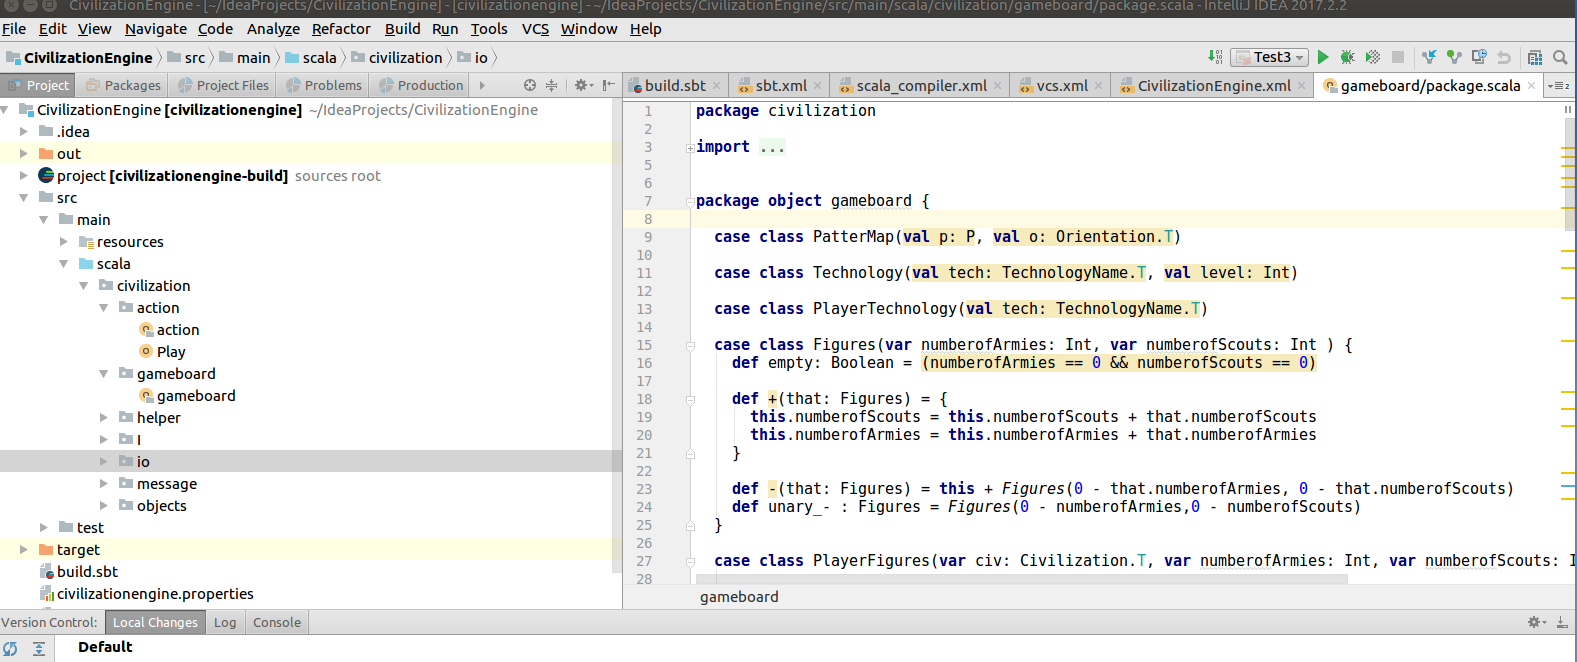 CivilizationEngine - [~/IdeaProjects/CivilizationEngine] - [civilizationengine] - ~/IdeaProjects/CivilizationEngine/src/main/scala/civilization/gameboard/package.scala - IntelliJ IDEA 2017.2.2
File Edit View Navigate Code Analyze Refactor Build Run Tools VCS Window Help
CivilizationEngine src main scala civilization io Test3
Project Packages Project Files Problems Production
build.sbt sbt.xml scala_compiler.xml vcs.xml CivilizationEngine.xml gameboard/package.scala
CivilizationEngine [civilizationengine] ~/IdeaProjects/CivilizationEngine
.idea
out
project [civilizationengine-build] sources root
src
main
resources
scala
civilization
action
action
Play
gameboard
gameboard
helper
I
io
message
objects
test
target
build.sbt
civilizationengine.properties
1 package civilization
2
3 import ...
5
6
7 package object gameboard {
8
9 case class PatterMap(val p: P, val o: Orientation.T)
10
11 case class Technology(val tech: TechnologyName.T, val level: Int)
12
13 case class PlayerTechnology(val tech: TechnologyName.T)
14
15 case class Figures(var numberofArmies: Int, var numberofScouts: Int ) {
16 def empty: Boolean = (numberofArmies == 0 && numberofScouts == 0)
17
18 def +(that: Figures) = {
19 this.numberofScouts = this.numberofScouts + that.numberofScouts
20 this.numberofArmies = this.numberofArmies + that.numberofArmies
21 }
22
23 def -(that: Figures) = this + Figures(0 - that.numberofArmies, 0 - that.numberofScouts)
24 def unary_- : Figures = Figures(0 - numberofArmies,0 - numberofScouts)
25 }
26
27 case class PlayerFigures(var civ: Civilization.T, var numberofArmies: Int, var numberofScouts: I
28
gameboard
Version Control: Local Changes Log Console
Default